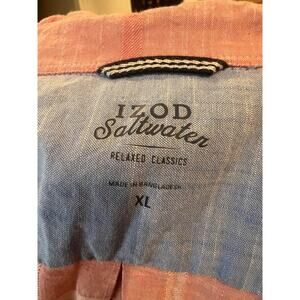 IZOD
Saltwater
RELAXED CLASSICS
MADE IN BANGLADESH
XL